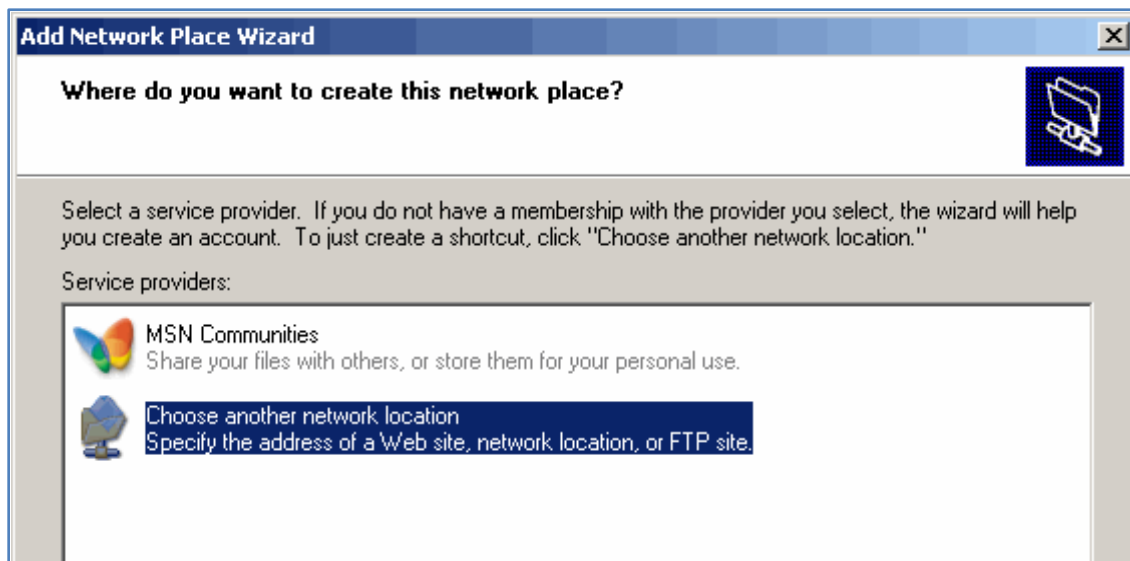 Add Network Place Wizard
Where do you want to create this network place?
Select a service provider.  If you do not have a membership with the provider you select, the wizard will help
you create an account.  To just create a shortcut, click "Choose another network location."
Service providers:
MSN Communities
Share your files with others, or store them for your personal use.
Choose another network location
Specify the address of a Web site, network location, or FTP site.